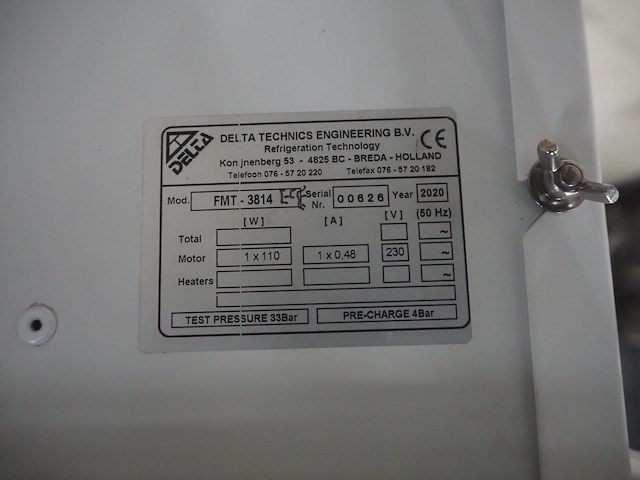 DELTA
DELTA TECHNICS ENGINEERING B.V. CE
Refrigeration Technology
Konijnenberg 53 - 4825 BC - BREDA - HOLLAND
Telefoon 076 - 57 20 220 Telefax 076 - 57 20 182
Mod. FMT - 3814 Serial Nr. 00626 Year 2020
[W] [A] [V] (50 Hz)
Total ~
Motor 1 x 110 1 x 0,48 230 ~
Heaters ~
TEST PRESSURE 33Bar PRE-CHARGE 4Bar